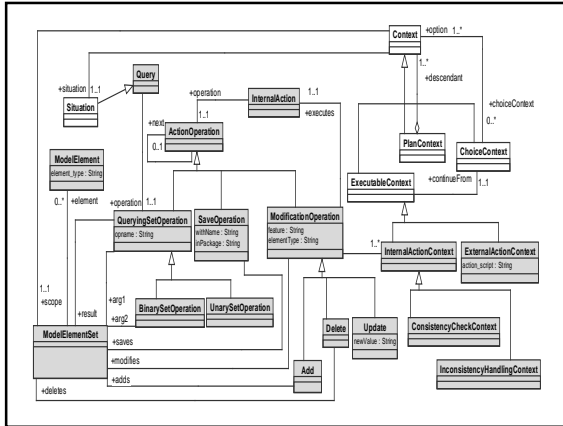 Context
+option
1..*
+situation
Query
1..1
Situation
+operation
InternalAction
1..1
1..*
+descendant
+executes
+next
1..1
0..1
ActionOperation
+choiceContext
0..*
PlanContext
ChoiceContext
ModelElement
element_type : String
+continueFrom
1..1
ExecutableContext
0..*
+element
+operation
1..1
QueryingSetOperation
opname : String
SaveOperation
withName : String
inPackage : String
ModificationOperation
feature : String
elementType : String
1..*
InternalActionContext
ExternalActionContext
action_script : String
1..1
+scope
+result
+arg1
+arg2
BinarySetOperation
UnarySetOperation
Delete
Update
newValue : String
ConsistencyCheckContext
ModelElementSet
+saves
+modifies
+adds
Add
InconsistencyHandlingContext
+deletes